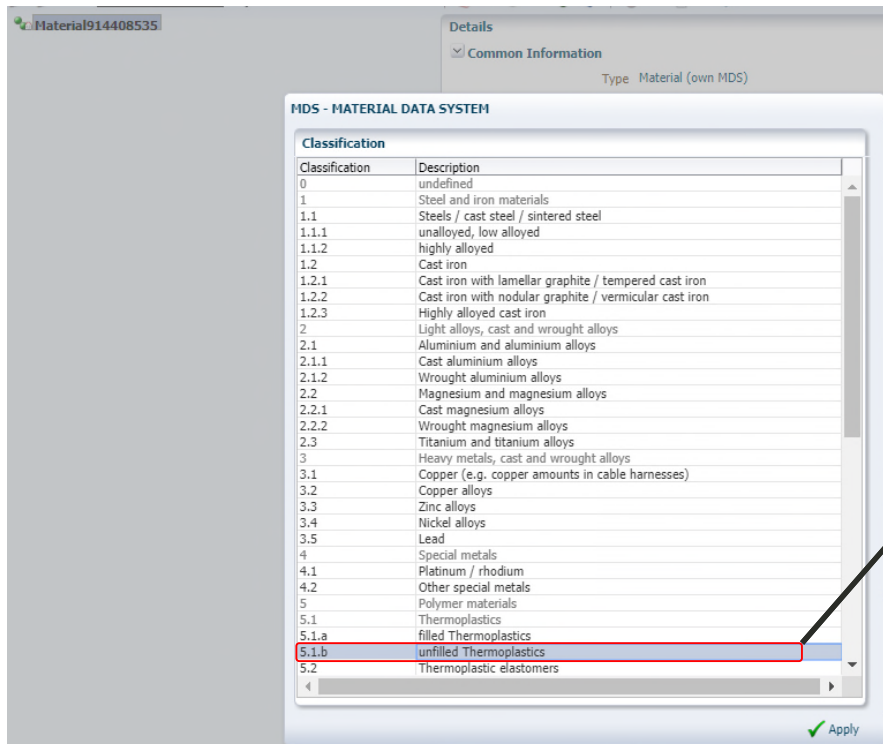 Material914408535
Details
Common Information
Type Material (own MDS)
MDS - MATERIAL DATA SYSTEM
Classification
Classification Description
0 undefined
1 Steel and iron materials
1.1 Steels / cast steel / sintered steel
1.1.1 unalloyed, low alloyed
1.1.2 highly alloyed
1.2 Cast iron
1.2.1 Cast iron with lamellar graphite / tempered cast iron
1.2.2 Cast iron with nodular graphite / vermicular cast iron
1.2.3 Highly alloyed cast iron
2 Light alloys, cast and wrought alloys
2.1 Aluminium and aluminium alloys
2.1.1 Cast aluminium alloys
2.1.2 Wrought aluminium alloys
2.2 Magnesium and magnesium alloys
2.2.1 Cast magnesium alloys
2.2.2 Wrought magnesium alloys
2.3 Titanium and titanium alloys
3 Heavy metals, cast and wrought alloys
3.1 Copper (e.g. copper amounts in cable harnesses)
3.2 Copper alloys
3.3 Zinc alloys
3.4 Nickel alloys
3.5 Lead
4 Special metals
4.1 Platinum / rhodium
4.2 Other special metals
5 Polymer materials
5.1 Thermoplastics
5.1.a filled Thermoplastics
5.1.b unfilled Thermoplastics
5.2 Thermoplastic elastomers
Apply